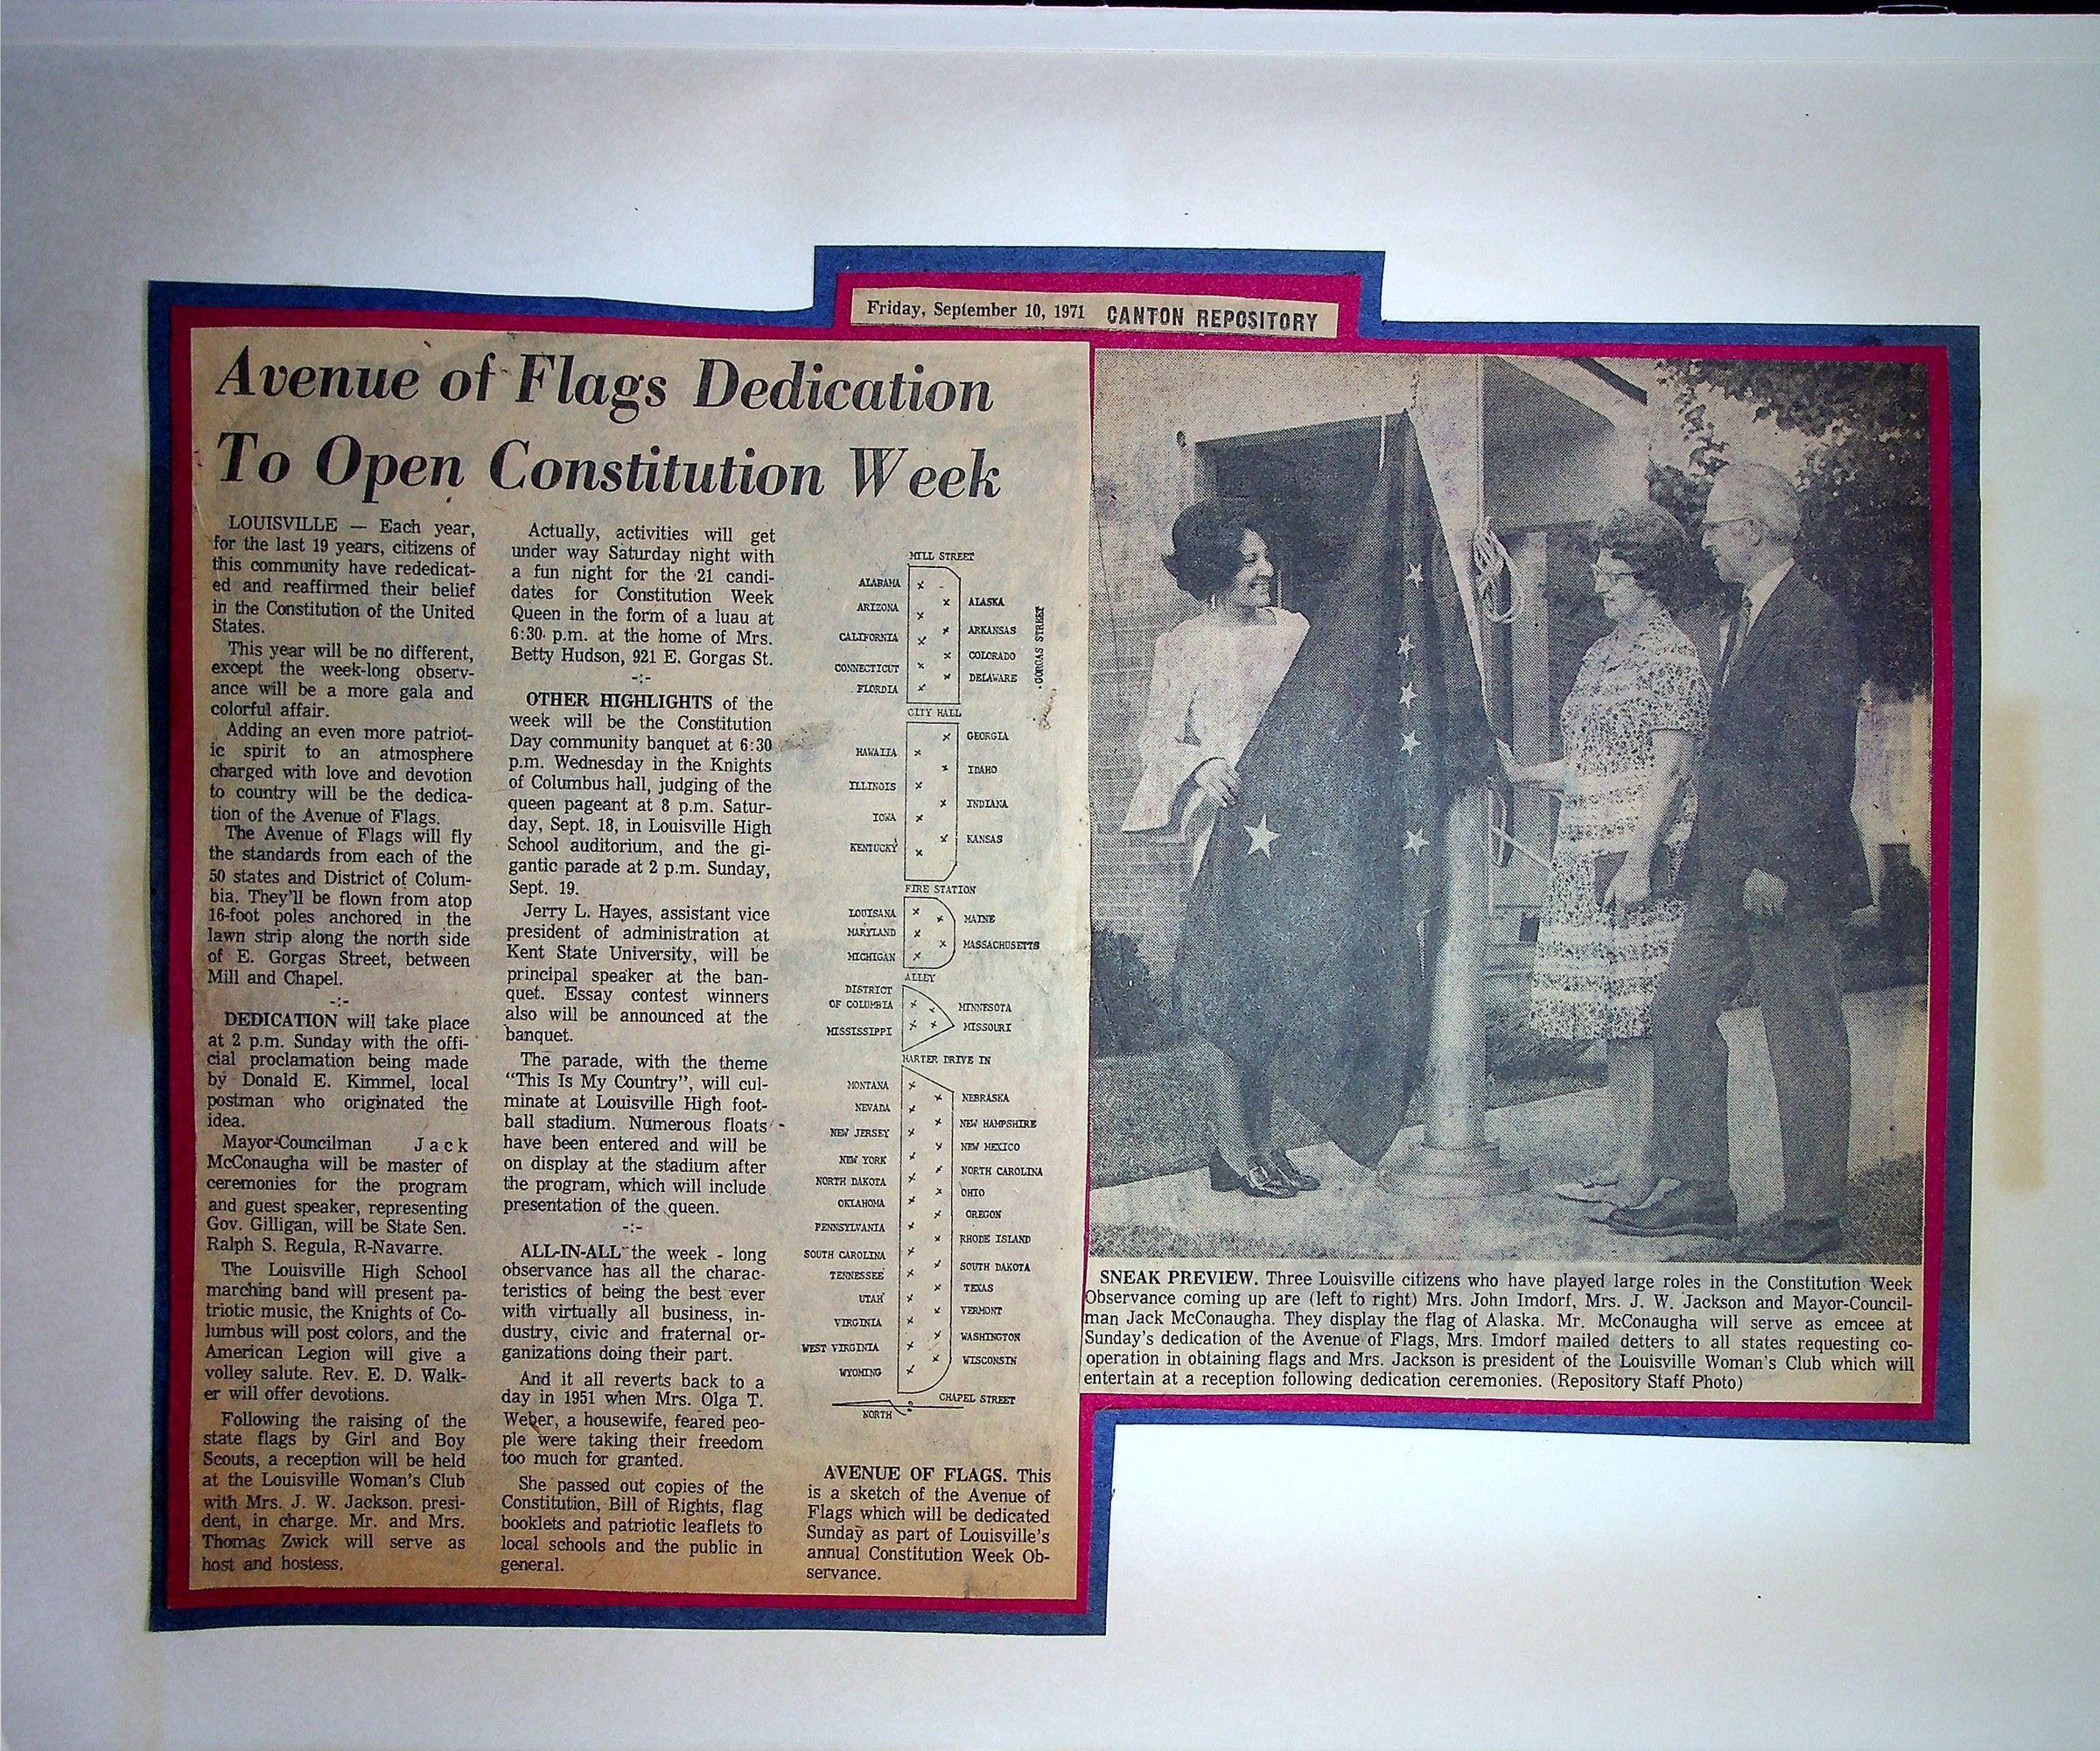 Friday, September 10, 1971 CANTON REPOSITORY
Avenue of Flags Dedication
To Open Constitution Week
LOUISVILLE — Each year,
for the last 19 years, citizens of
this community have rededicat-
ed and reaffirmed their belief
in the Constitution of the United
States.
This year will be no different,
except the week-long observ-
ance will be a more gala and
colorful affair.
Adding an even more patriot-
ic spirit to an atmosphere
charged with love and devotion
to country will be the dedica-
tion of the Avenue of Flags.
The Avenue of Flags will fly
the standards from each of the
50 states and District of Colum-
bia. They'll be flown from atop
16-foot poles anchored in the
lawn strip along the north side
of E. Gorgas Street, between
Mill and Chapel.
-:-
DEDICATION will take place
at 2 p.m. Sunday with the offi-
cial proclamation being made
by Donald E. Kimmel, local
postman who originated the
idea.
Mayor-Councilman Jack
McConaugha will be master of
ceremonies for the program
and guest speaker, representing
Gov. Gilligan, will be State Sen.
Ralph S. Regula, R-Navarre.
The Louisville High School
marching band will present pa-
triotic music, the Knights of Co-
lumbus will post colors, and the
American Legion will give a
volley salute. Rev. E. D. Walk-
er will offer devotions.
Following the raising of the
state flags by Girl and Boy
Scouts, a reception will be held
at the Louisville Woman's Club
with Mrs. J. W. Jackson. presi-
dent, in charge. Mr. and Mrs.
Thomas Zwick will serve as
host and hostess.
Actually, activities will get
under way Saturday night with
a fun night for the 21 candi-
dates for Constitution Week
Queen in the form of a luau at
6:30 p.m. at the home of Mrs.
Betty Hudson, 921 E. Gorgas St.
-:-
OTHER HIGHLIGHTS of the
week will be the Constitution
Day community banquet at 6:30
p.m. Wednesday in the Knights
of Columbus hall, judging of the
queen pageant at 8 p.m. Satur-
day, Sept. 18, in Louisville High
School auditorium, and the gi-
gantic parade at 2 p.m. Sunday,
Sept. 19.
Jerry L. Hayes, assistant vice
president of administration at
Kent State University, will be
principal speaker at the ban-
quet. Essay contest winners
also will be announced at the
banquet.
The parade, with the theme
"This Is My Country", will cul-
minate at Louisville High foot-
ball stadium. Numerous floats
have been entered and will be
on display at the stadium after
the program, which will include
presentation of the queen.
-:-
ALL-IN-ALL the week - long
observance has all the charac-
teristics of being the best ever
with virtually all business, in-
dustry, civic and fraternal or-
ganizations doing their part.
And it all reverts back to a
day in 1951 when Mrs. Olga T.
Weber, a housewife, feared peo-
ple were taking their freedom
too much for granted.
She passed out copies of the
Constitution, Bill of Rights, flag
booklets and patriotic leaflets to
local schools and the public in
general.
MILL STREET
ALABAMA
ALASKA
ARIZONA
ARKANSAS
CALIFORNIA
COLORADO
CONNECTICUT
DELAWARE
FLORDIA
GORGAS STREET
CITY HALL
GEORGIA
HAWAIIA
IDAHO
ILLINOIS
INDIANA
IOWA
KANSAS
KENTUCKY
FIRE STATION
LOUISANA
MAINE
MARYLAND
MASSACHUSETTS
MICHIGAN
ALLEY
DISTRICT
OF COLUMBIA
MINNESOTA
MISSISSIPPI
MISSOURI
HARTER DRIVE IN
MONTANA
NEBRASKA
NEVADA
NEW HAMPSHIRE
NEW JERSEY
NEW MEXICO
NEW YORK
NORTH CAROLINA
NORTH DAKOTA
OHIO
OKLAHOMA
OREGON
PENNSYLVANIA
RHODE ISLAND
SOUTH CAROLINA
SOUTH DAKOTA
TENNESSEE
TEXAS
UTAH
VERMONT
VIRGINIA
WASHINGTON
WEST VIRGINIA
WISCONSIN
WYOMING
CHAPEL STREET
NORTH
AVENUE OF FLAGS. This
is a sketch of the Avenue of
Flags which will be dedicated
Sunday as part of Louisville's
annual Constitution Week Ob-
servance.
SNEAK PREVIEW. Three Louisville citizens who have played large roles in the Constitution Week
Observance coming up are (left to right) Mrs. John Imdorf, Mrs. J. W. Jackson and Mayor-Council-
man Jack McConaugha. They display the flag of Alaska. Mr. McConaugha will serve as emcee at
Sunday's dedication of the Avenue of Flags, Mrs. Imdorf mailed detters to all states requesting co-
operation in obtaining flags and Mrs. Jackson is president of the Louisville Woman's Club which will
entertain at a reception following dedication ceremonies. (Repository Staff Photo)